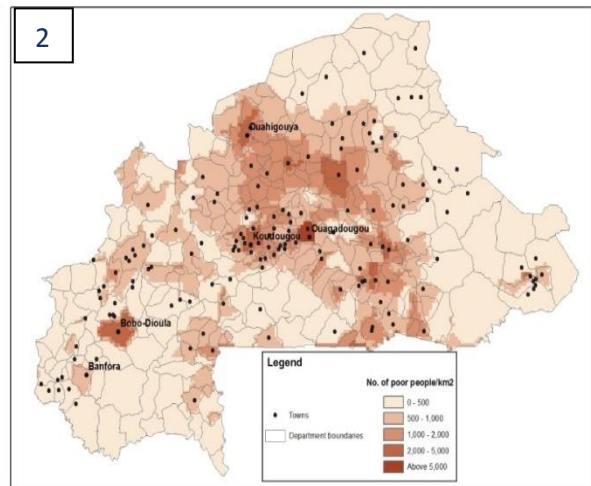 2
Ouahigouya
Ouagadougou
Koudougou
Bobo-Dioula
Banfora
Legend
No. of poor people/km2
Towns
Department boundaries
0 - 500
500 - 1,000
1,000 - 2,000
2,000 - 5,000
Above 5,000